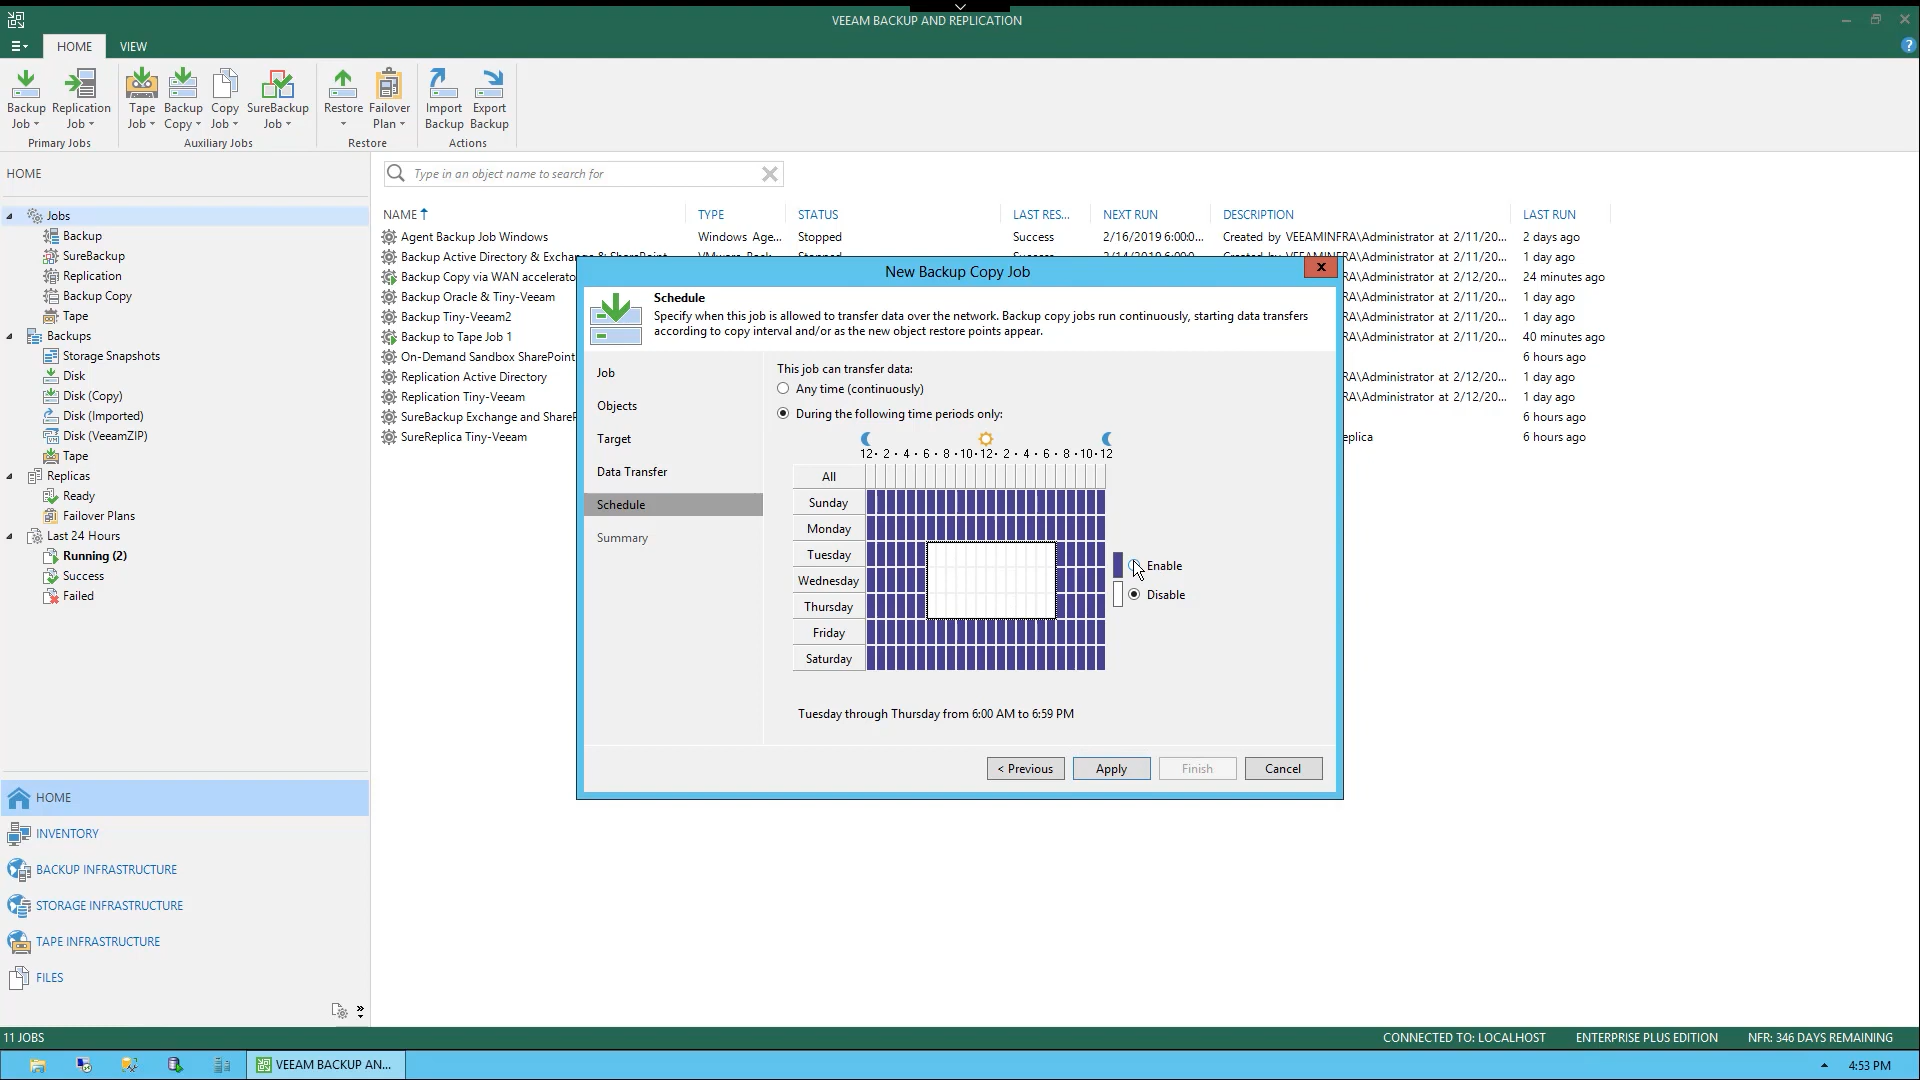 VEEAM BACKUP AND REPLICATION
HOME
VIEW
Backup Job
Replication Job
Primary Jobs
Tape Job
Backup Copy
Copy Job
SureBackup Job
Auxiliary Jobs
Restore
Failover Plan
Restore
Import Backup
Export Backup
Actions
HOME
Type in an object name to search for
Jobs
Backup
SureBackup
Replication
Backup Copy
Tape
Backups
Storage Snapshots
Disk
Disk (Copy)
Disk (Imported)
Disk (VeeamZIP)
Tape
Replicas
Ready
Failover Plans
Last 24 Hours
Running (2)
Success
Failed
HOME
INVENTORY
BACKUP INFRASTRUCTURE
STORAGE INFRASTRUCTURE
TAPE INFRASTRUCTURE
FILES
NAME TYPE STATUS LAST RES... NEXT RUN DESCRIPTION LAST RUN
Agent Backup Job Windows Windows Age... Stopped Success 2/16/2019 6:00:0... Created by VEEAMINFRA\Administrator at 2/11/20... 2 days ago
Backup Active Directory & Exchange & SharePoint 1 day ago
Backup Copy via WAN accelerato RA\Administrator at 2/12/20... 24 minutes ago
Backup Oracle & Tiny-Veeam RA\Administrator at 2/11/20... 1 day ago
Backup Tiny-Veeam2 RA\Administrator at 2/11/20... 1 day ago
Backup to Tape Job 1 RA\Administrator at 2/11/20... 40 minutes ago
On-Demand Sandbox SharePoint 6 hours ago
Replication Active Directory RA\Administrator at 2/12/20... 1 day ago
Replication Tiny-Veeam RA\Administrator at 2/12/20... 1 day ago
SureBackup Exchange and ShareP 6 hours ago
SureReplica Tiny-Veeam eplica 6 hours ago
New Backup Copy Job
Schedule
Specify when this job is allowed to transfer data over the network. Backup copy jobs run continuously, starting data transfers
according to copy interval and/or as the new object restore points appear.
Job
Objects
Target
Data Transfer
Schedule
Summary
This job can transfer data:
Any time (continuously)
During the following time periods only:
12 · 2 · 4 · 6 · 8 · 10 · 12 · 2 · 4 · 6 · 8 · 10 · 12
All
Sunday
Monday
Tuesday
Wednesday
Thursday
Friday
Saturday
Enable
Disable
Tuesday through Thursday from 6:00 AM to 6:59 PM
< Previous
Apply
Finish
Cancel
11 JOBS
CONNECTED TO: LOCALHOST
ENTERPRISE PLUS EDITION
NFR: 346 DAYS REMAINING
VEEAM BACKUP AN...
4:53 PM